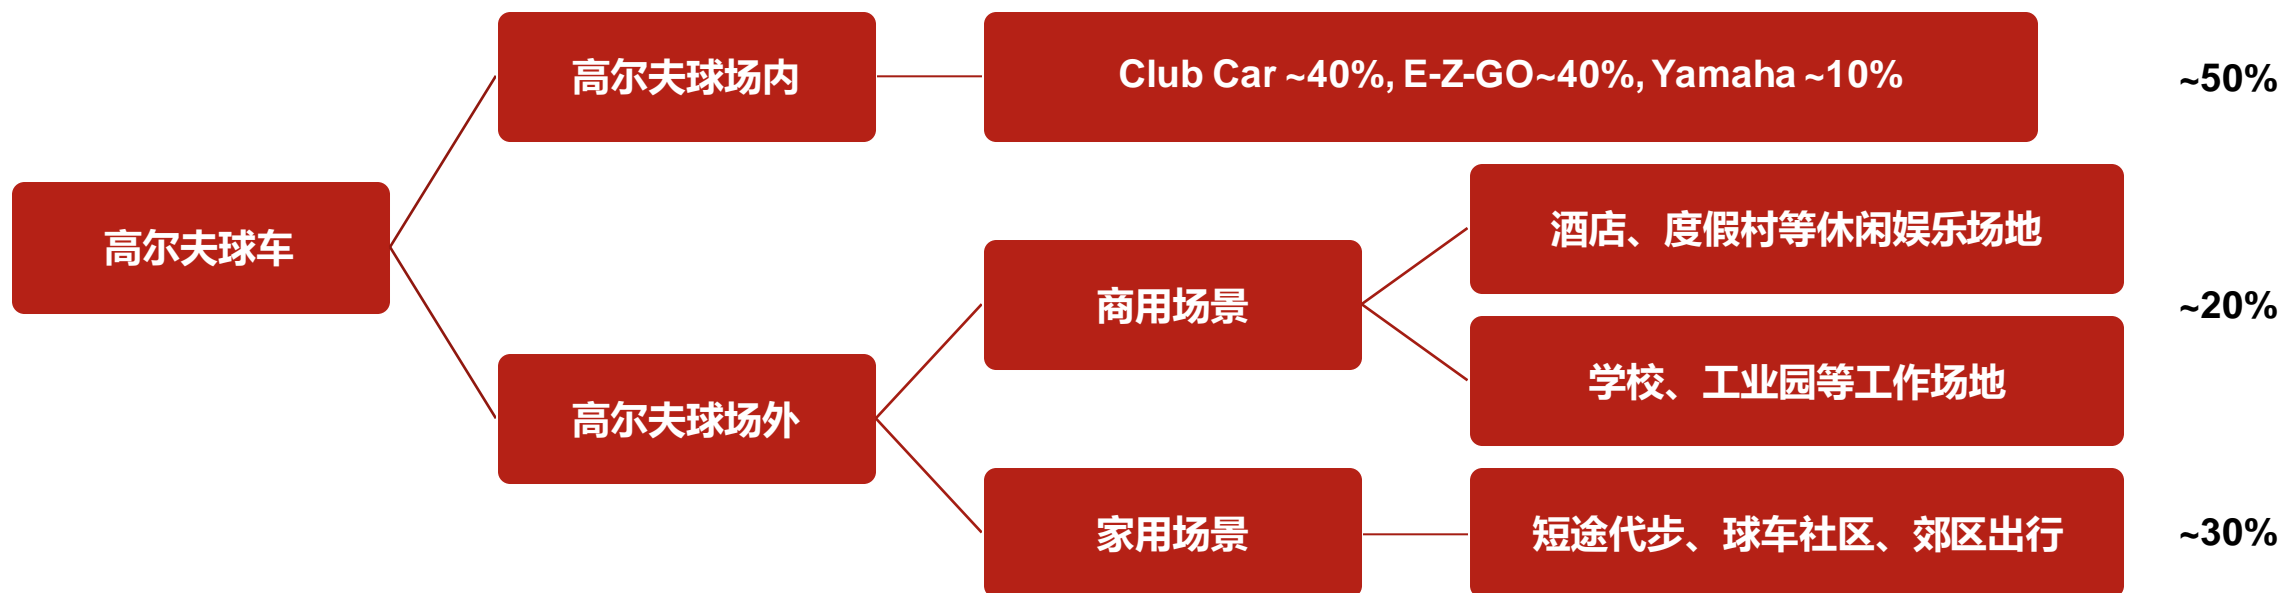 高尔夫球场内
Club Car ~40%, E-Z-GO~40%, Yamaha ~10%
~50%
高尔夫球车
酒店、度假村等休闲娱乐场地
商用场景
~20%
学校、工业园等工作场地
高尔夫球场外
家用场景
短途代步、球车社区、郊区出行
~30%